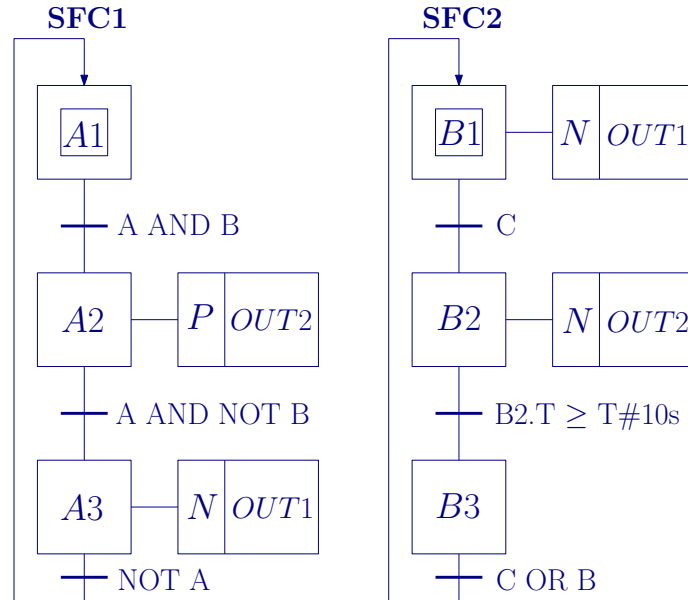 SFC1
A1
A AND B
A2
P OUT2
A AND NOT B
A3
N OUT1
NOT A
SFC2
B1
N OUT1
C
B2
N OUT2
B2.T ≥ T#10s
B3
C OR B